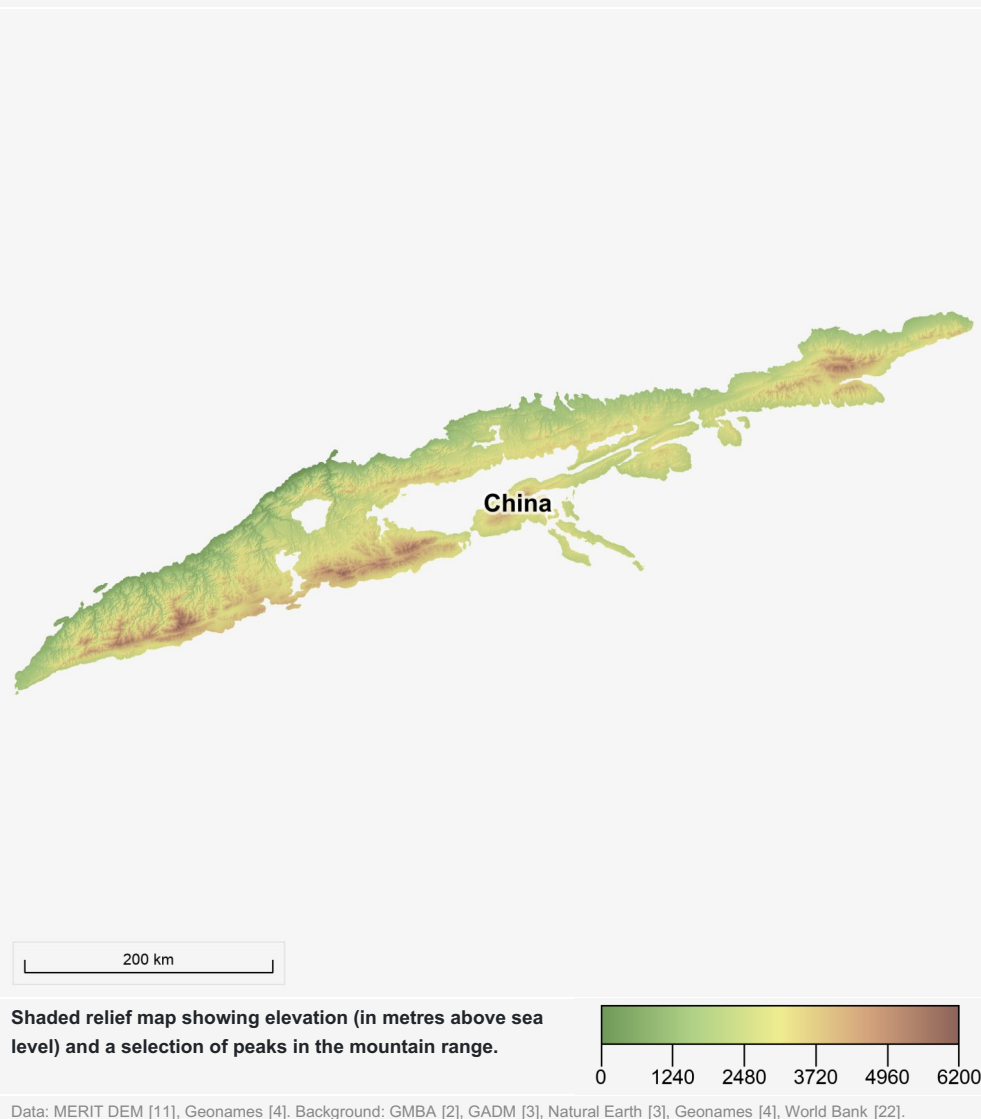 China
200 km
Shaded relief map showing elevation (in metres above sea
level) and a selection of peaks in the mountain range.
0 1240 2480 3720 4960 6200
Data: MERIT DEM [11], Geonames [4]. Background: GMBA [2], GADM [3], Natural Earth [3], Geonames [4], World Bank [22].